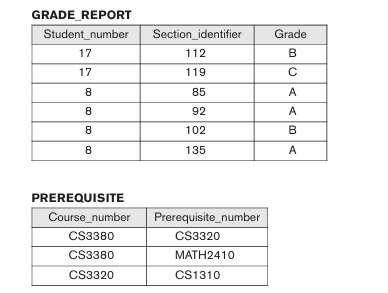 GRADE_REPORT
Student_number Section_identifier Grade
17 112 B
17 119 C
8 85 A
8 92 A
8 102 B
8 135 A
PREREQUISITE
Course_number Prerequisite_number
CS3380 CS3320
CS3380 MATH2410
CS3320 CS1310